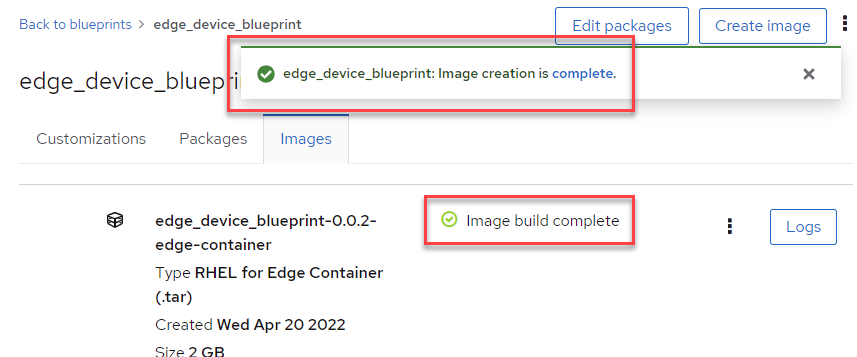 Back to blueprints > edge_device_blueprint
Edit packages
Create image
edge_device_blueprint: Image creation is complete.
edge_device_blueprin
Customizations
Packages
Images
edge_device_blueprint-0.0.2-
edge-container
Image build complete
Logs
Type RHEL for Edge Container
(.tar)
Created Wed Apr 20 2022
Size 2 GB